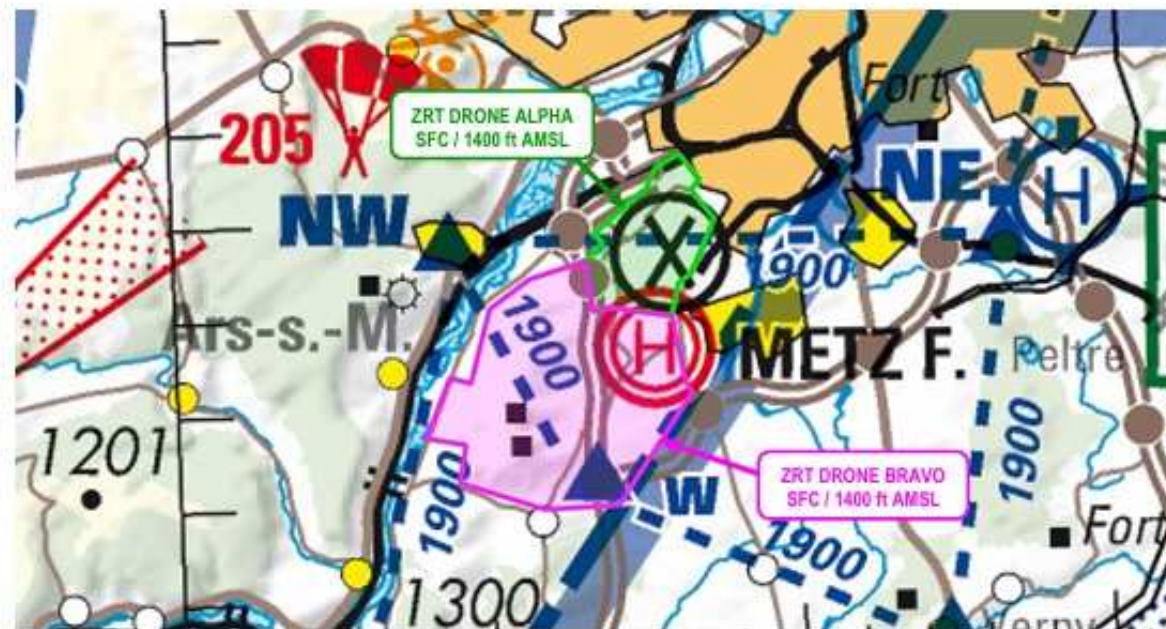 ZRT DRONE ALPHA
SFC / 1400 ft AMSL
205
Fort
NW
NE
H
1900
Ars-s.-M.
1900
H
METZ F.
Peltre
1201
1900
1900
W
ZRT DRONE BRAVO
SFC / 1400 ft AMSL
1900
Fort
1300
Verny